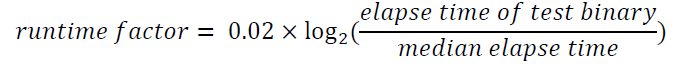 runtime factor = 0.02 × log₂(elapse time of test binary / median elapse time)